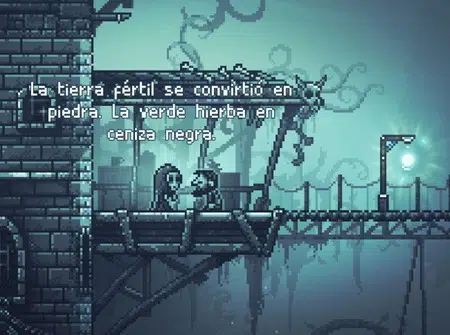 La tierra fértil se convirtió en
piedra. La verde hierba en
ceniza negra.